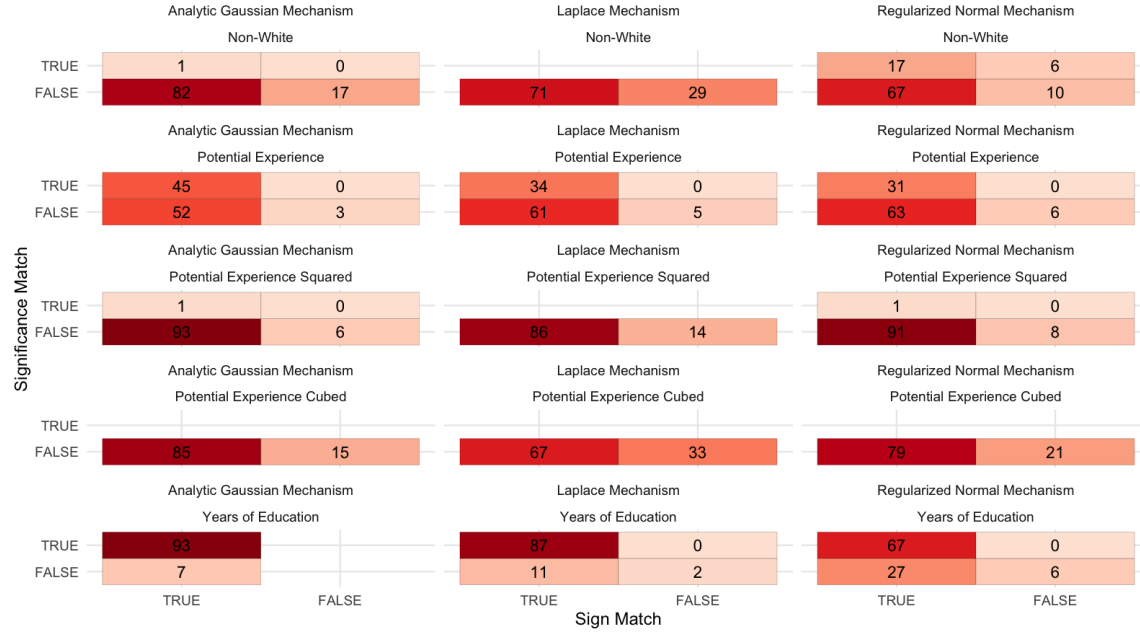 Analytic Gaussian Mechanism Laplace Mechanism Regularized Normal Mechanism
Non-White Non-White Non-White
TRUE 1 0 17 6
FALSE 82 17 71 29 67 10
Analytic Gaussian Mechanism Laplace Mechanism Regularized Normal Mechanism
Potential Experience Potential Experience Potential Experience
TRUE 45 0 34 0 31 0
FALSE 52 3 61 5 63 6
Analytic Gaussian Mechanism Laplace Mechanism Regularized Normal Mechanism
Potential Experience Squared Potential Experience Squared Potential Experience Squared
TRUE 1 0 1 0
FALSE 93 6 86 14 91 8
Significance Match
Analytic Gaussian Mechanism Laplace Mechanism Regularized Normal Mechanism
Potential Experience Cubed Potential Experience Cubed Potential Experience Cubed
TRUE
FALSE 85 15 67 33 79 21
Analytic Gaussian Mechanism Laplace Mechanism Regularized Normal Mechanism
Years of Education Years of Education Years of Education
TRUE 93 87 0 67 0
FALSE 7 11 2 27 6
TRUE FALSE TRUE FALSE TRUE FALSE
Sign Match